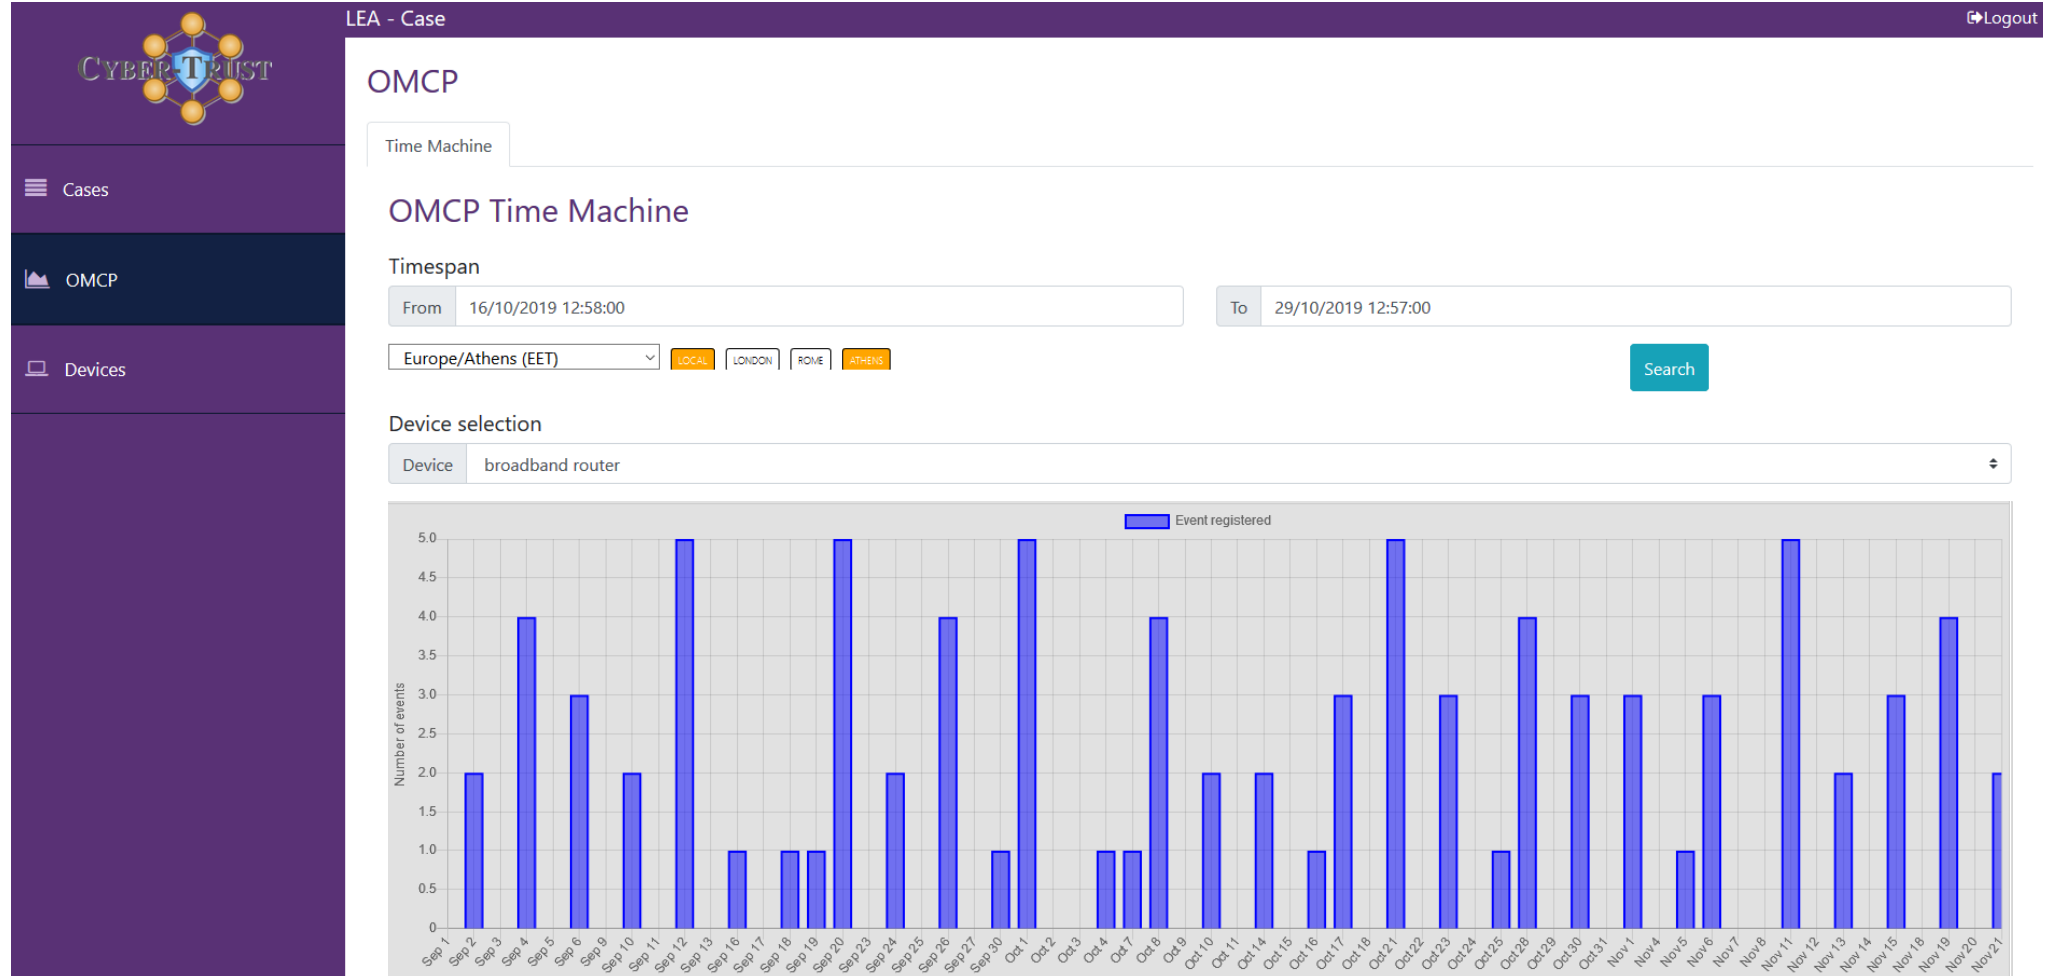 CYBER-TRUST
LEA - Case
Logout
OMCP
Time Machine
Cases
OMCP
Devices
OMCP Time Machine
Timespan
From 16/10/2019 12:58:00
To 29/10/2019 12:57:00
Europe/Athens (EET)
LOCAL LONDON ROME ATHENS
Search
Device selection
Device broadband router
Event registered
Number of events
5.0
4.5
4.0
3.5
3.0
2.5
2.0
1.5
1.0
0.5
0
Sep 1 Sep 2 Sep 3 Sep 4 Sep 5 Sep 6 Sep 9 Sep 10 Sep 11 Sep 12 Sep 13 Sep 16 Sep 17 Sep 18 Sep 19 Sep 20 Sep 23 Sep 24 Sep 25 Sep 26 Sep 27 Sep 30 Oct 1 Oct 2 Oct 3 Oct 4 Oct 7 Oct 8 Oct 9 Oct 10 Oct 11 Oct 14 Oct 15 Oct 16 Oct 17 Oct 18 Oct 21 Oct 22 Oct 23 Oct 24 Oct 25 Oct 28 Oct 29 Oct 30 Oct 31 Nov 1 Nov 4 Nov 5 Nov 6 Nov 7 Nov 8 Nov 11 Nov 12 Nov 13 Nov 14 Nov 15 Nov 18 Nov 19 Nov 20 Nov 21